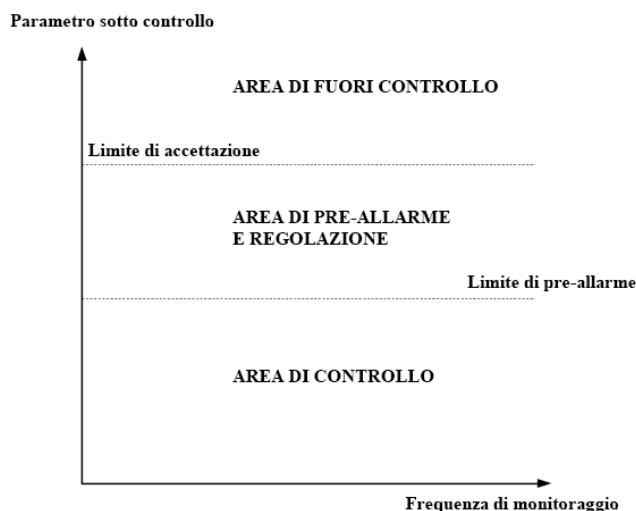 Parametro sotto controllo
AREA DI FUORI CONTROLLO
Limite di accettazione
AREA DI PRE-ALLARME
E REGOLAZIONE
Limite di pre-allarme
AREA DI CONTROLLO
Frequenza di monitoraggio